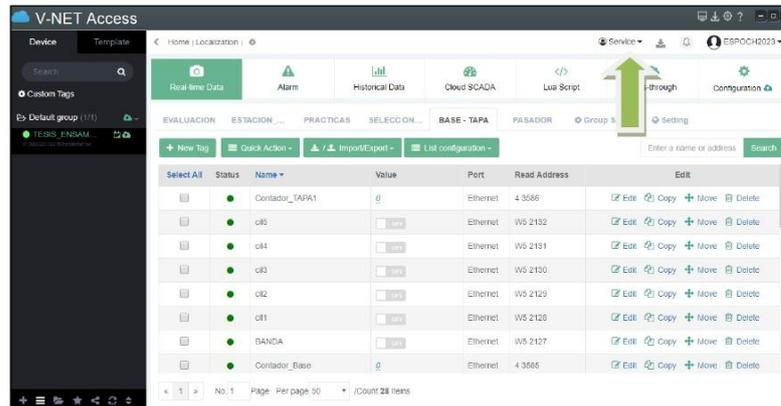 V-NET Access
Device Template
< Home | Localization |
Service ESPOCH2023
Search
Custom Tags
Default group (1/1)
TESIS_ENSAM...
Real-time Data Alarm Historical Data Cloud SCADA Lua Script s-through Configuration
EVALUACION ESTACION_... PRACTICAS SELECCON... BASE - TAPA PASADOR Group S Setting
+ New Tag Quick Action Import/Export List configuration Enter a name or address Search
Select All Status Name Value Port Read Address Edit
Contador_TAPA1 0 Ethernet 4 3586 Edit Copy Move Delete
cil5 OFF Ethernet W5 2132 Edit Copy Move Delete
cil4 OFF Ethernet W5 2131 Edit Copy Move Delete
cil3 OFF Ethernet W5 2130 Edit Copy Move Delete
cil2 OFF Ethernet W5 2129 Edit Copy Move Delete
cil1 OFF Ethernet W5 2128 Edit Copy Move Delete
BANDA OFF Ethernet W5 2127 Edit Copy Move Delete
Contador_Base 0 Ethernet 4 3585 Edit Copy Move Delete
« 1 » No. 1 Page Per page 50 /Count 28 Items